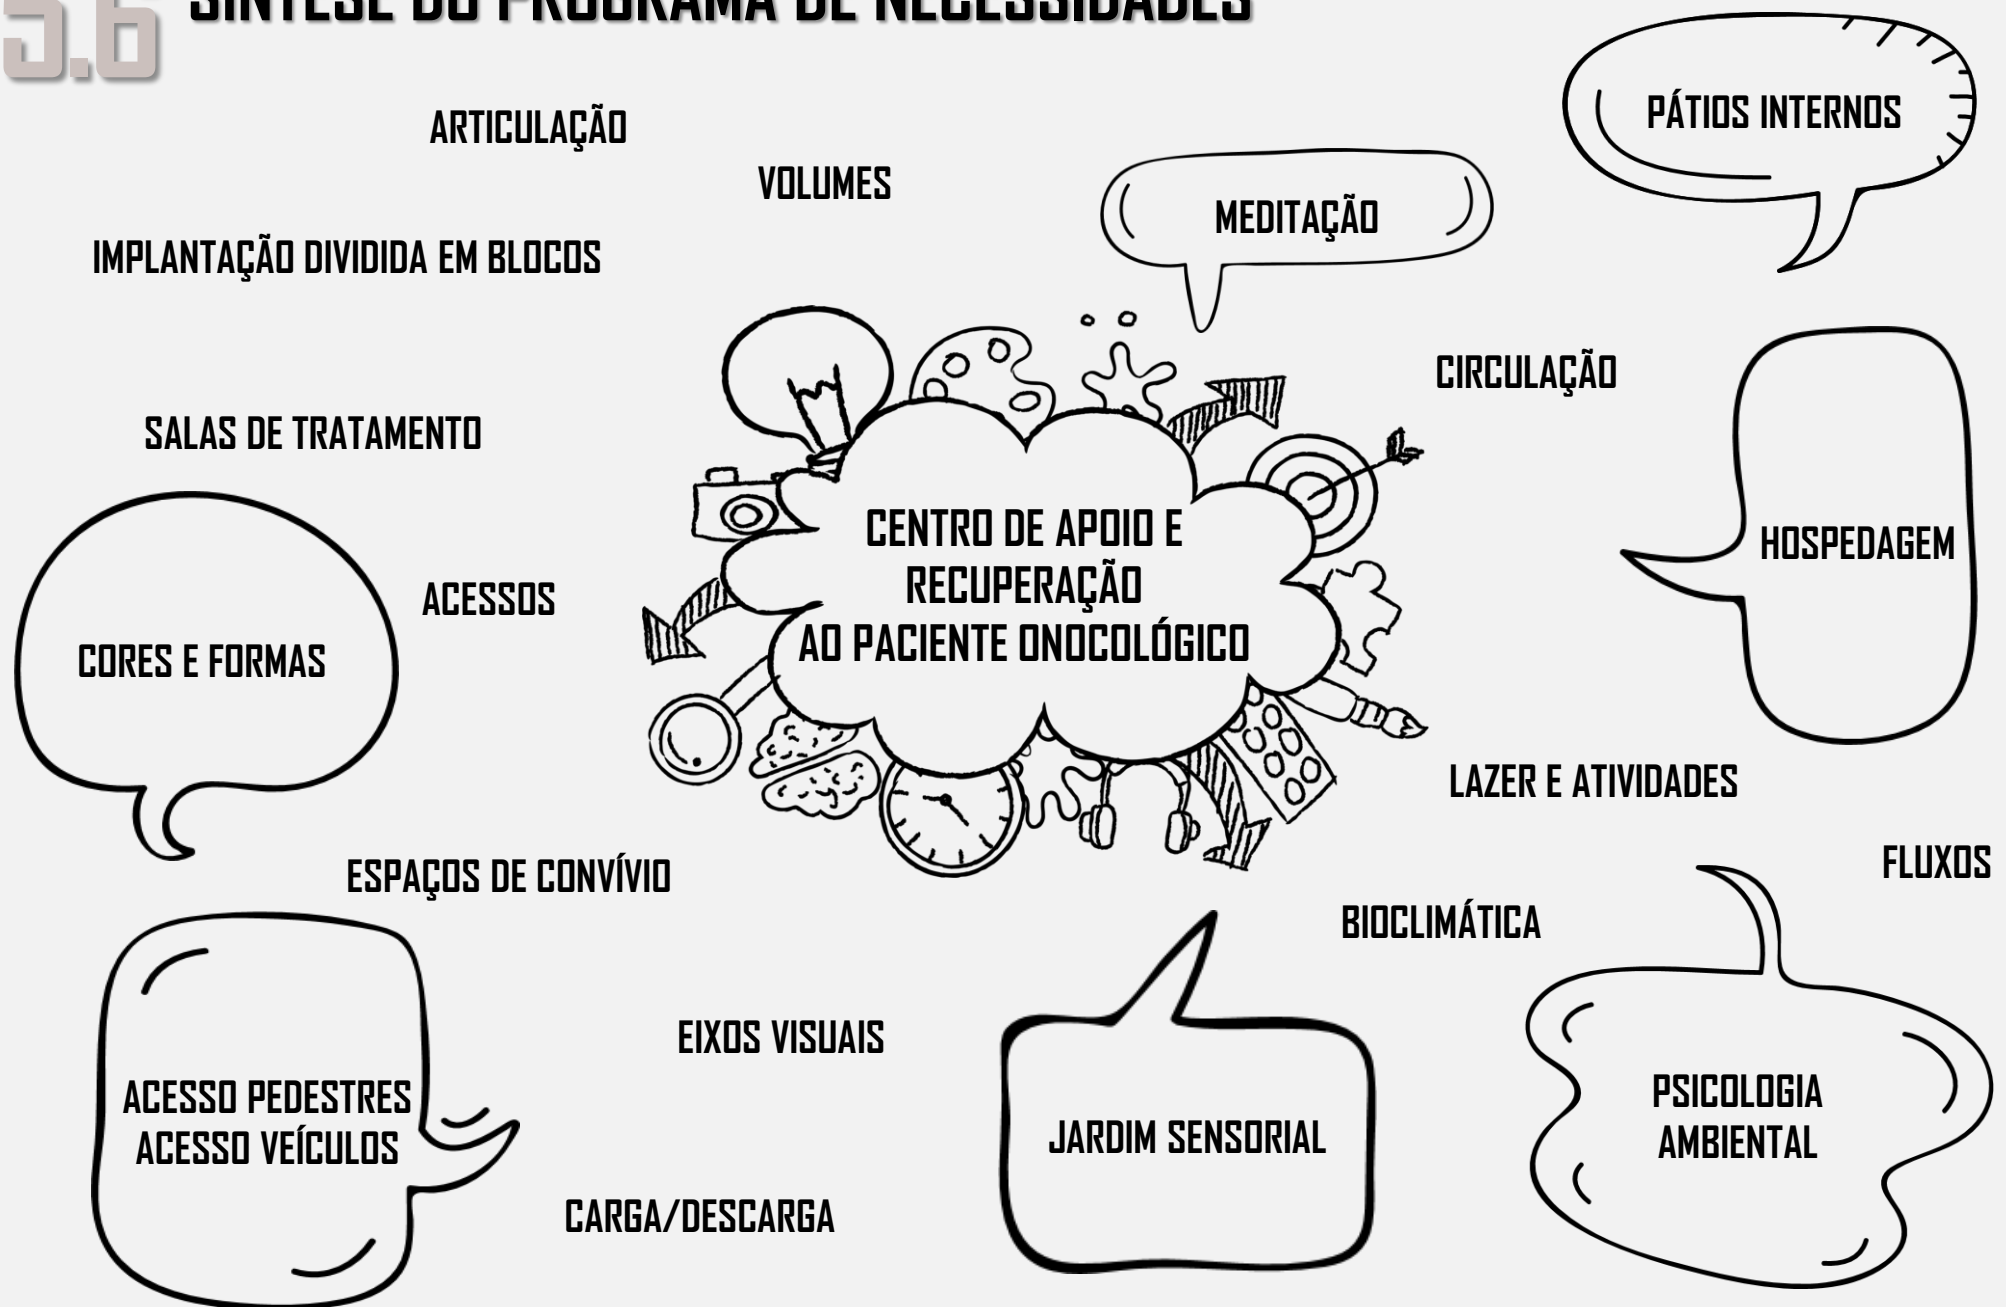 5.6 SÍNTESE DO PROGRAMA DE NECESSIDADES
PÁTIOS INTERNOS
ARTICULAÇÃO
VOLUMES
MEDITAÇÃO
IMPLANTAÇÃO DIVIDIDA EM BLOCOS
CIRCULAÇÃO
SALAS DE TRATAMENTO
HOSPEDAGEM
CENTRO DE APOIO E
RECUPERAÇÃO
AO PACIENTE ONOCOLÓGICO
ACESSOS
CORES E FORMAS
LAZER E ATIVIDADES
FLUXOS
ESPAÇOS DE CONVÍVIO
BIOCLIMÁTICA
EIXOS VISUAIS
ACESSO PEDESTRES
ACESSO VEÍCULOS
JARDIM SENSORIAL
PSICOLOGIA
AMBIENTAL
CARGA/DESCARGA